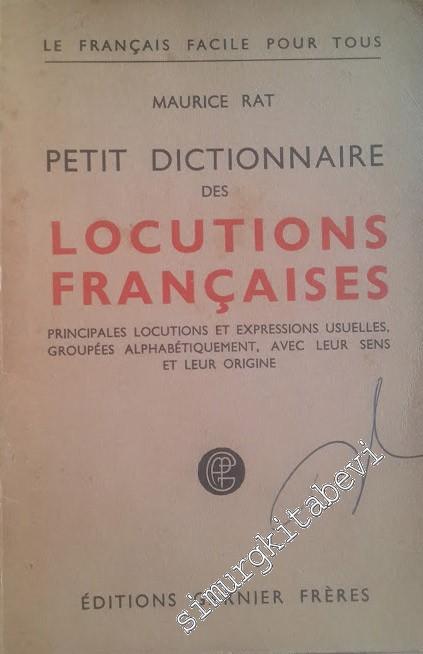 LE FRANÇAIS FACILE POUR TOUS
MAURICE RAT
PETIT DICTIONNAIRE
DES
LOCUTIONS
FRANÇAISES
PRINCIPALES LOCUTIONS ET EXPRESSIONS USUELLES,
GROUPÉES ALPHABÉTIQUEMENT, AVEC LEUR SENS
ET LEUR ORIGINE
simurgkitabevi
ÉDITIONS GARNIER FRÈRES